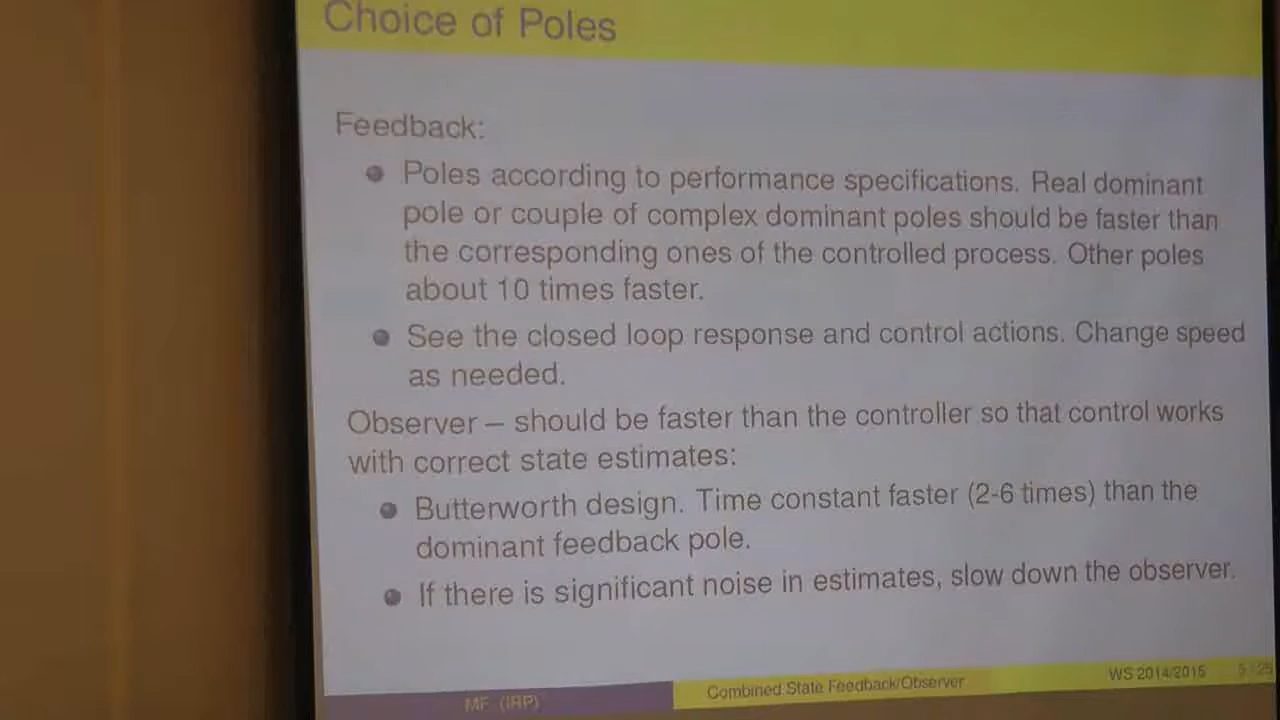 Choice of Poles
Feedback:
Poles according to performance specifications. Real dominant
pole or couple of complex dominant poles should be faster than
the corresponding ones of the controlled process. Other poles
about 10 times faster.
See the closed loop response and control actions. Change speed
as needed.
Observer – should be faster than the controller so that control works
with correct state estimates:
Butterworth design. Time constant faster (2-6 times) than the
dominant feedback pole.
If there is significant noise in estimates, slow down the observer.
MF (IRP)
Combined State Feedback/Observer
WS 2014/2015
5 / 25